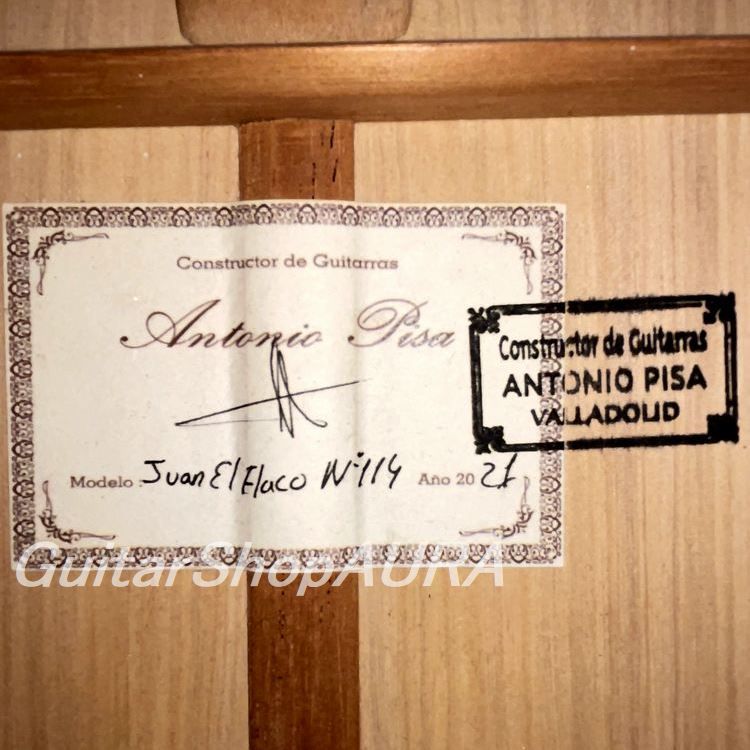 Constructor de Guitarras
Antonio Pisa
Modelo : Juan El Flaco Nº114 Año 2021
Constructor de Guitarras
ANTONIO PISA
VALLADOLID
GuitarShopAURA